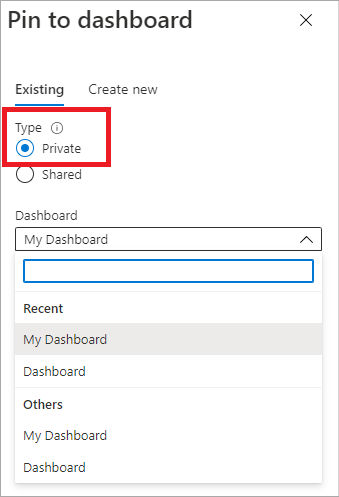 Pin to dashboard
Existing Create new
Type
Private
Shared
Dashboard
My Dashboard
Recent
My Dashboard
Dashboard
Others
My Dashboard
Dashboard